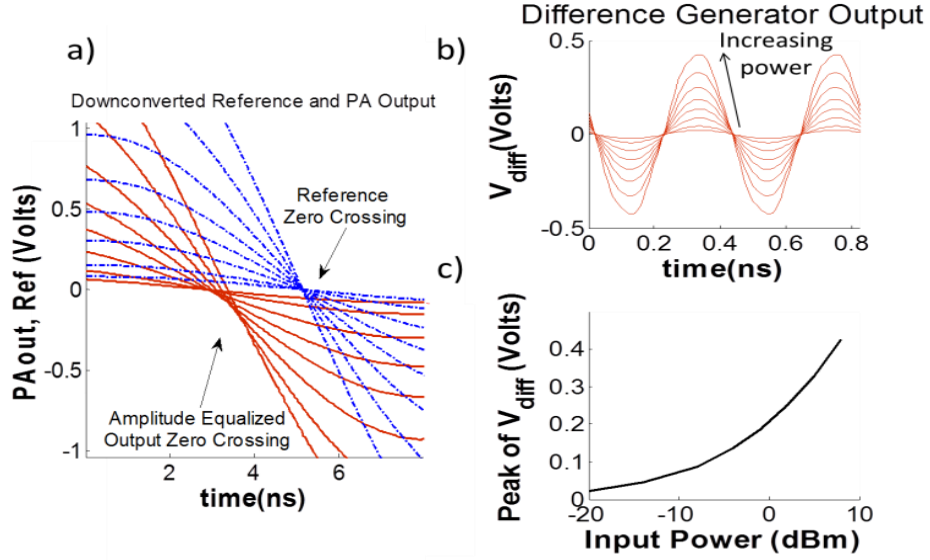 a)
Downconverted Reference and PA Output
PAout, Ref (Volts)
1
0.5
0
-0.5
-1
Reference
Zero Crossing
Amplitude Equalized
Output Zero Crossing
2
4
6
time(ns)
Difference Generator Output
b)
Increasing
power
V_diff(Volts)
0.5
0
-0.5
0
0.2
0.4
0.6
0.8
time(ns)
c)
Peak of V_diff
(Volts)
0.4
0.3
0.2
0.1
0
-20
-10
0
10
Input Power (dBm)